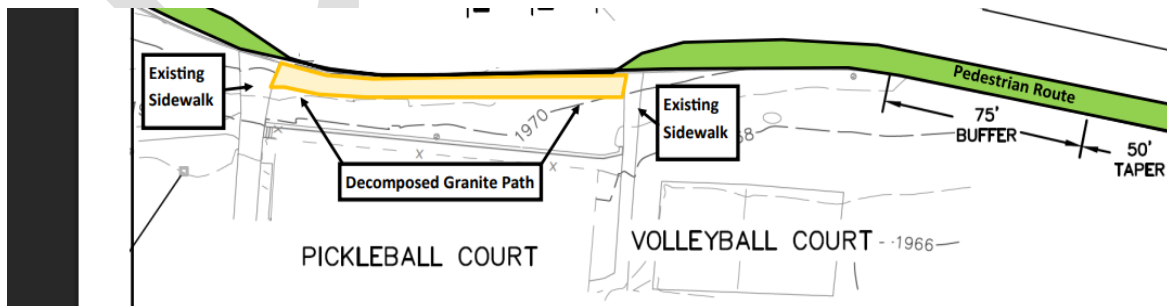 Existing
Sidewalk
Pedestrian Route
75'
BUFFER
50'
TAPER
Existing
Sidewalk
1970
Decomposed Granite Path
PICKLEBALL COURT
VOLLEYBALL COURT
1966